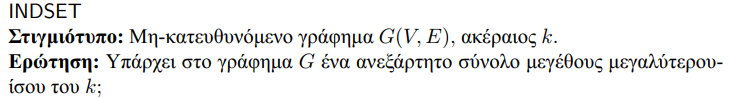 INDSET
Στιγμιότυπο: Μη-κατευθυνόμενο γράφημα G(V, E), ακέραιος k.
Ερώτηση: Υπάρχει στο γράφημα G ένα ανεξάρτητο σύνολο μεγέθους μεγαλύτερου-
ίσου του k;